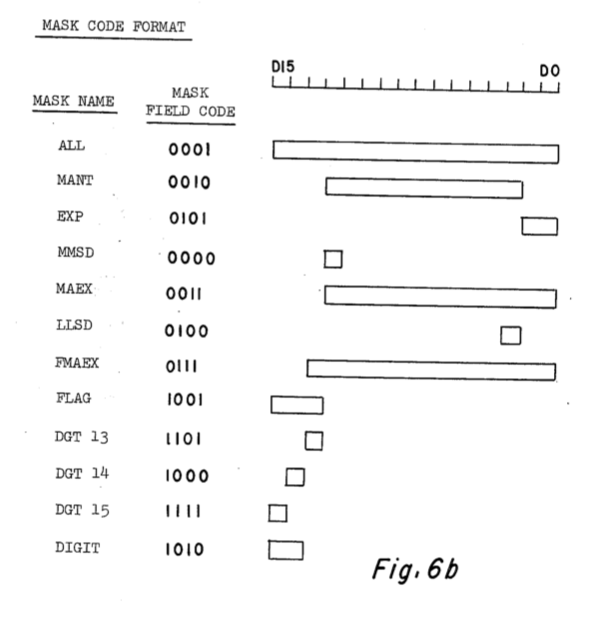 MASK CODE FORMAT
D15 D0
MASK NAME MASK FIELD CODE
ALL 0001
MANT 0010
EXP 0101
MMSD 0000
MAEX 0011
LLSD 0100
FMAEX 0111
FLAG 1001
DGT 13 1101
DGT 14 1000
DGT 15 1111
DIGIT 1010
Fig. 6b